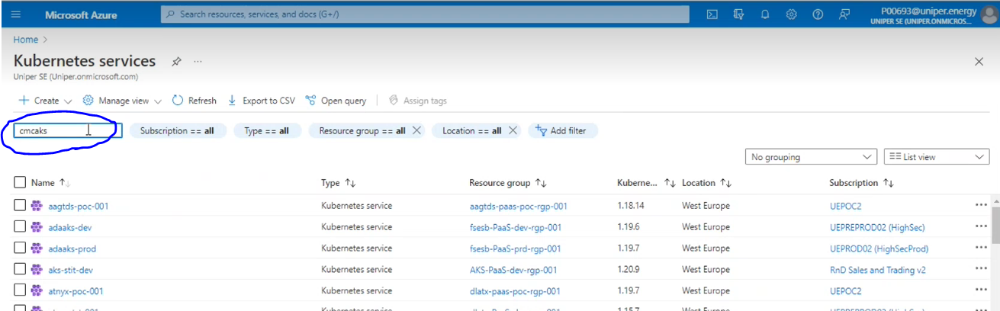 Microsoft Azure
Search resources, services, and docs (G+/)
P00693@uniper.energy
UNIPER SE (UNIPER.ONMICROS...
Home >
Kubernetes services
...
Uniper SE (Uniper.onmicrosoft.com)
Create Manage view Refresh Export to CSV Open query Assign tags
cmcaks Subscription == all Type == all Resource group == all Location == all Add filter
No grouping List view
Name Type Resource group Kuberne... Location Subscription
aagtds-poc-001 Kubernetes service aagtds-paas-poc-rgp-001 1.18.14 West Europe UEPOC2 ...
adaaks-dev Kubernetes service fsesb-PaaS-dev-rgp-001 1.19.6 West Europe UEPREPROD02 (HighSec) ...
adaaks-prod Kubernetes service fsesb-PaaS-prd-rgp-001 1.19.7 West Europe UEPROD02 (HighSecProd) ...
aks-stit-dev Kubernetes service AKS-PaaS-dev-rgp-001 1.20.9 West Europe RnD Sales and Trading v2 ...
atnyx-poc-001 Kubernetes service dlatx-paas-poc-rgp-001 1.19.7 West Europe UEPOC2 ...
Kubernetes service 1.15.7 West Europe